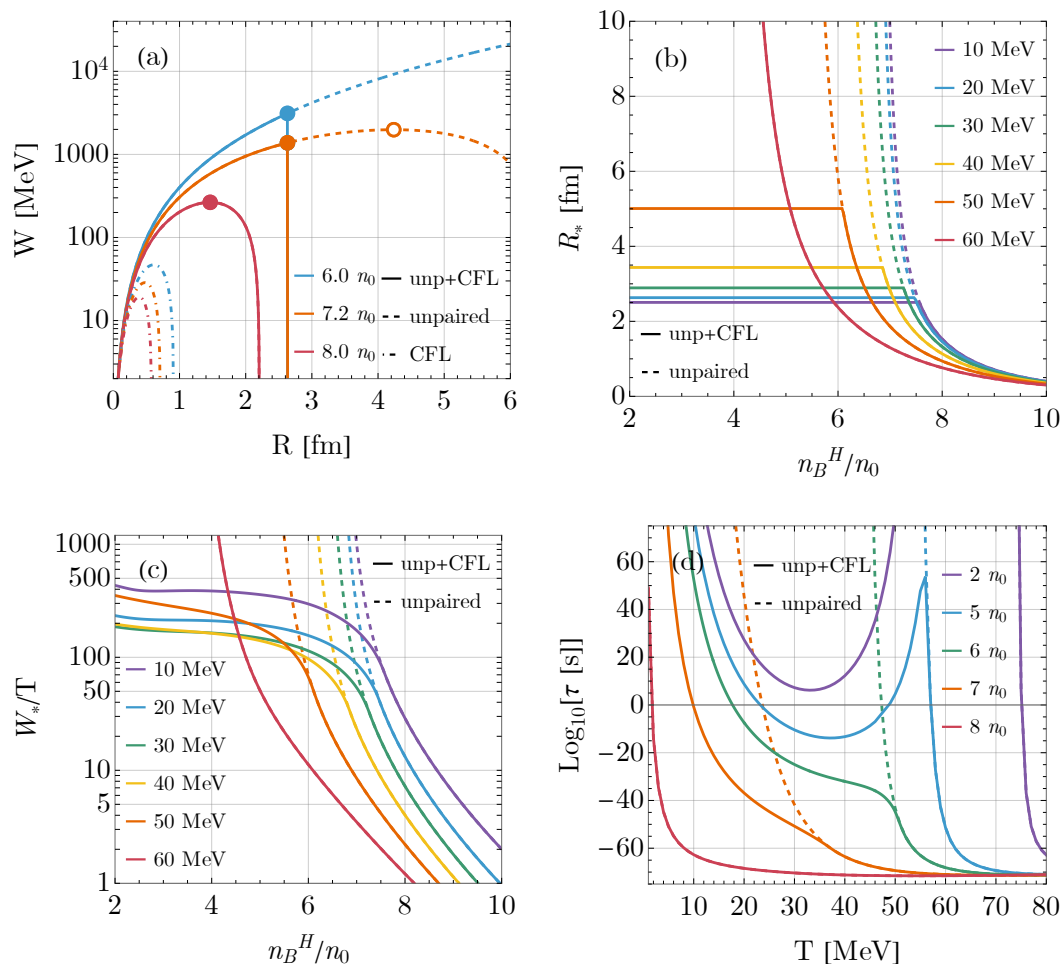 (a)
W [MeV]
10^4
1000
100
10
6.0 n_0
7.2 n_0
8.0 n_0
unp+CFL
unpaired
CFL
0 1 2 3 4 5 6
R [fm]
(b)
R_* [fm]
10
8
6
4
2
0
10 MeV
20 MeV
30 MeV
40 MeV
50 MeV
60 MeV
unp+CFL
unpaired
2 4 6 8 10
n_B^H/n_0
(c)
W_*/T
1000
500
100
50
10
5
1
unp+CFL
unpaired
10 MeV
20 MeV
30 MeV
40 MeV
50 MeV
60 MeV
2 4 6 8 10
n_B^H/n_0
(d)
Log_10[τ [s]]
60
40
20
0
−20
−40
−60
unp+CFL
unpaired
2 n_0
5 n_0
6 n_0
7 n_0
8 n_0
10 20 30 40 50 60 70 80
T [MeV]